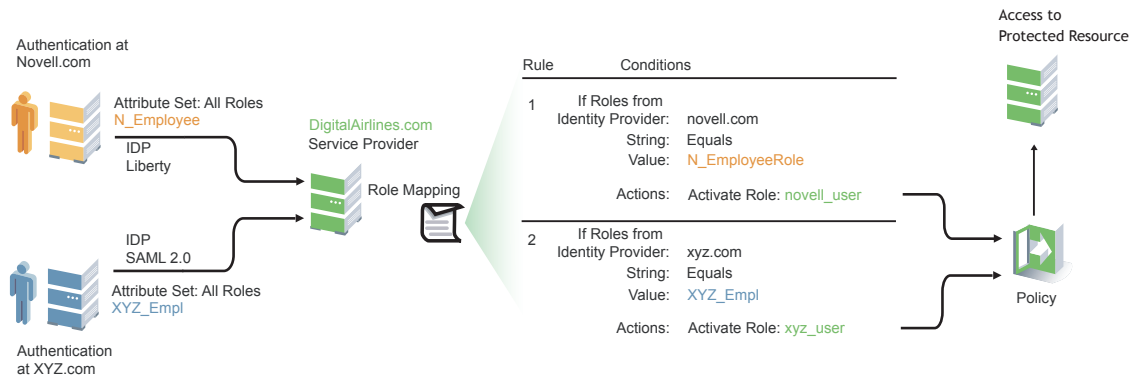 Authentication at
Novell.com
Attribute Set: All Roles
N_Employee
IDP
Liberty
DigitalAirlines.com
Service Provider
Role Mapping
IDP
SAML 2.0
Attribute Set: All Roles
XYZ_Empl
Authentication
at XYZ.com
Rule Conditions
1 If Roles from
Identity Provider: novell.com
String: Equals
Value: N_EmployeeRole
Actions: Activate Role: novell_user
2 If Roles from
Identity Provider: xyz.com
String: Equals
Value: XYZ_Empl
Actions: Activate Role: xyz_user
Access to
Protected Resource
Policy